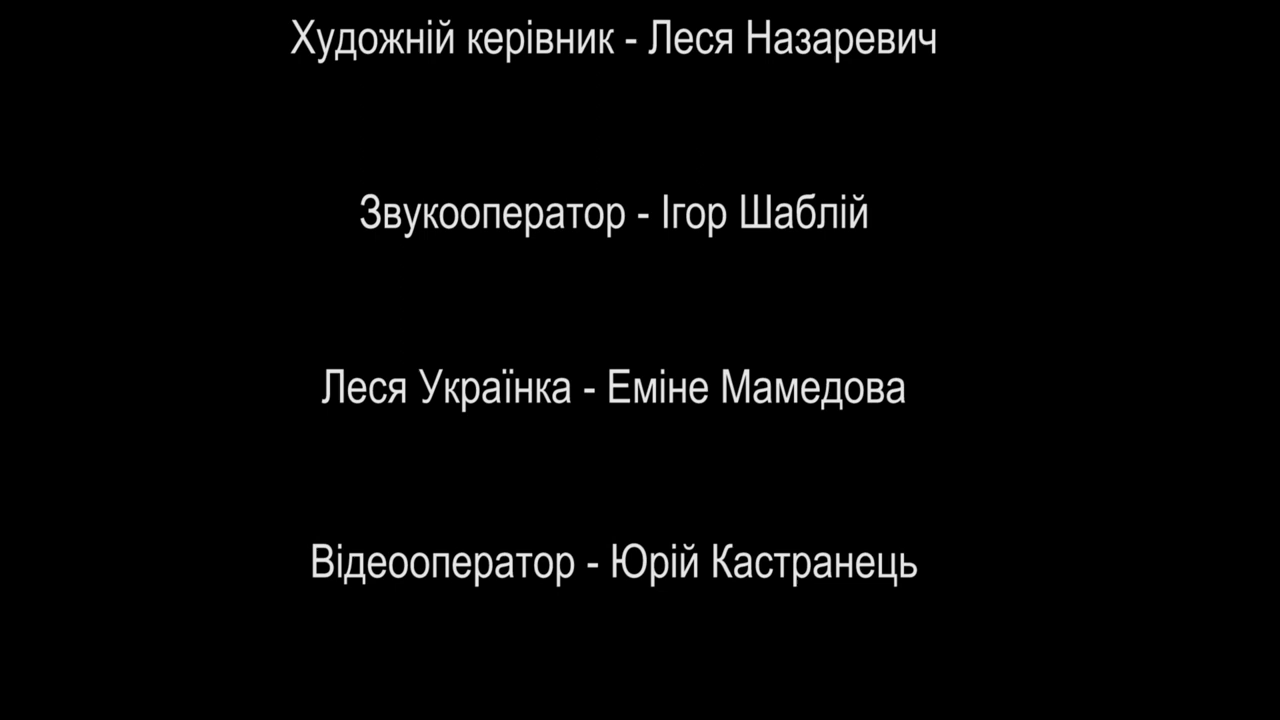 Художній керівник - Леся Назаревич
Звукооператор - Ігор Шаблій
Леся Українка - Еміне Мамедова
Відеооператор - Юрій Кастранець